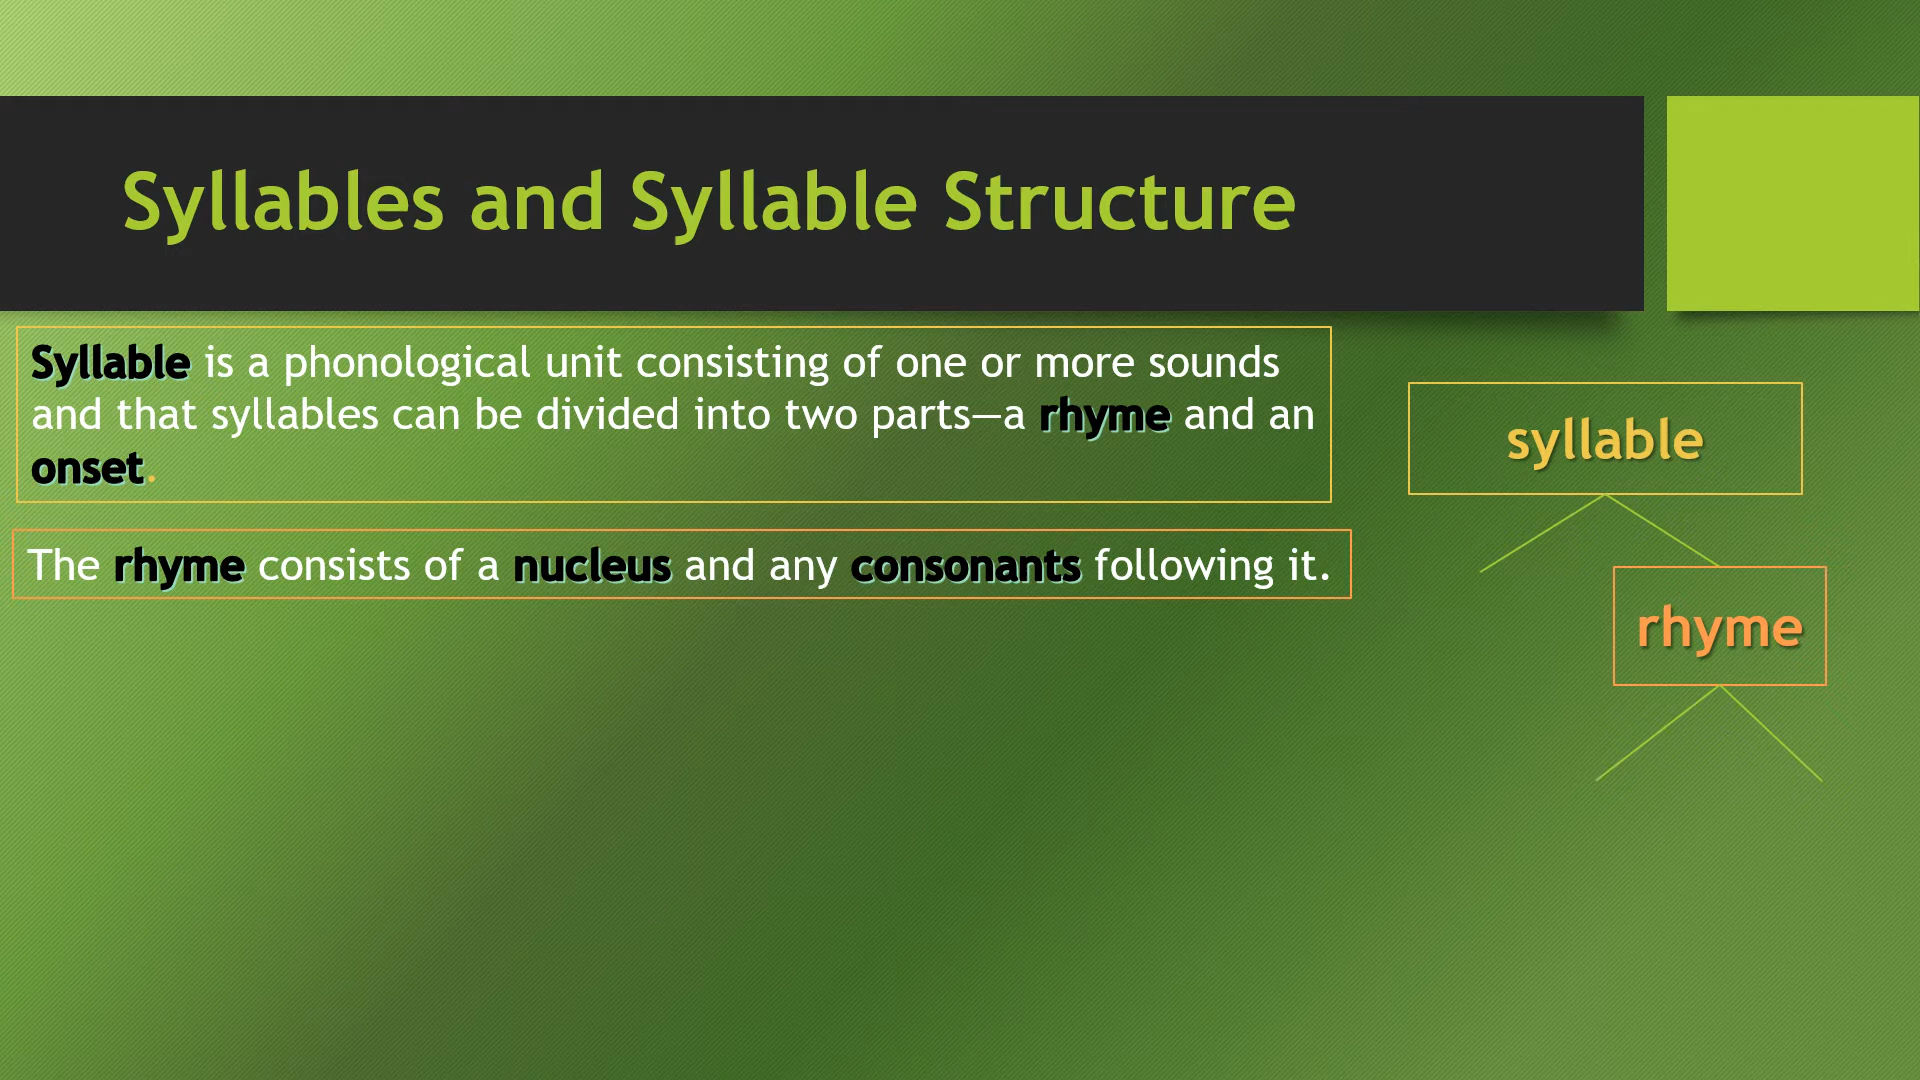 Syllables and Syllable Structure
Syllable is a phonological unit consisting of one or more sounds
and that syllables can be divided into two parts—a rhyme and an
onset.
The rhyme consists of a nucleus and any consonants following it.
syllable
rhyme